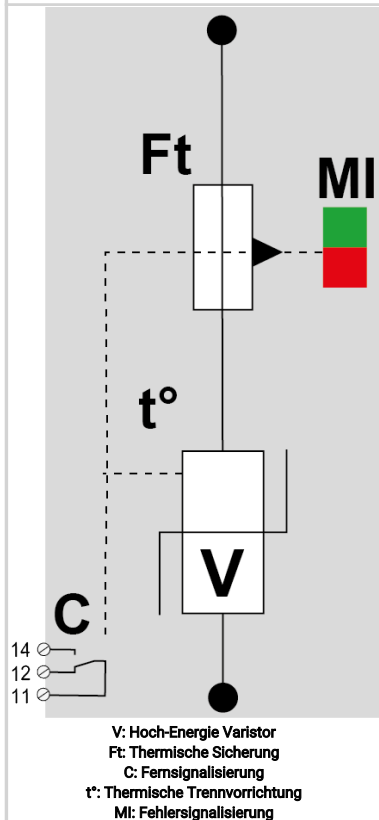 Ft
MI
t°
V
C
14
12
11
V: Hoch-Energie Varistor
Ft: Thermische Sicherung
C: Fernsignalisierung
t°: Thermische Trennvorrichtung
MI: Fehlersignalisierung